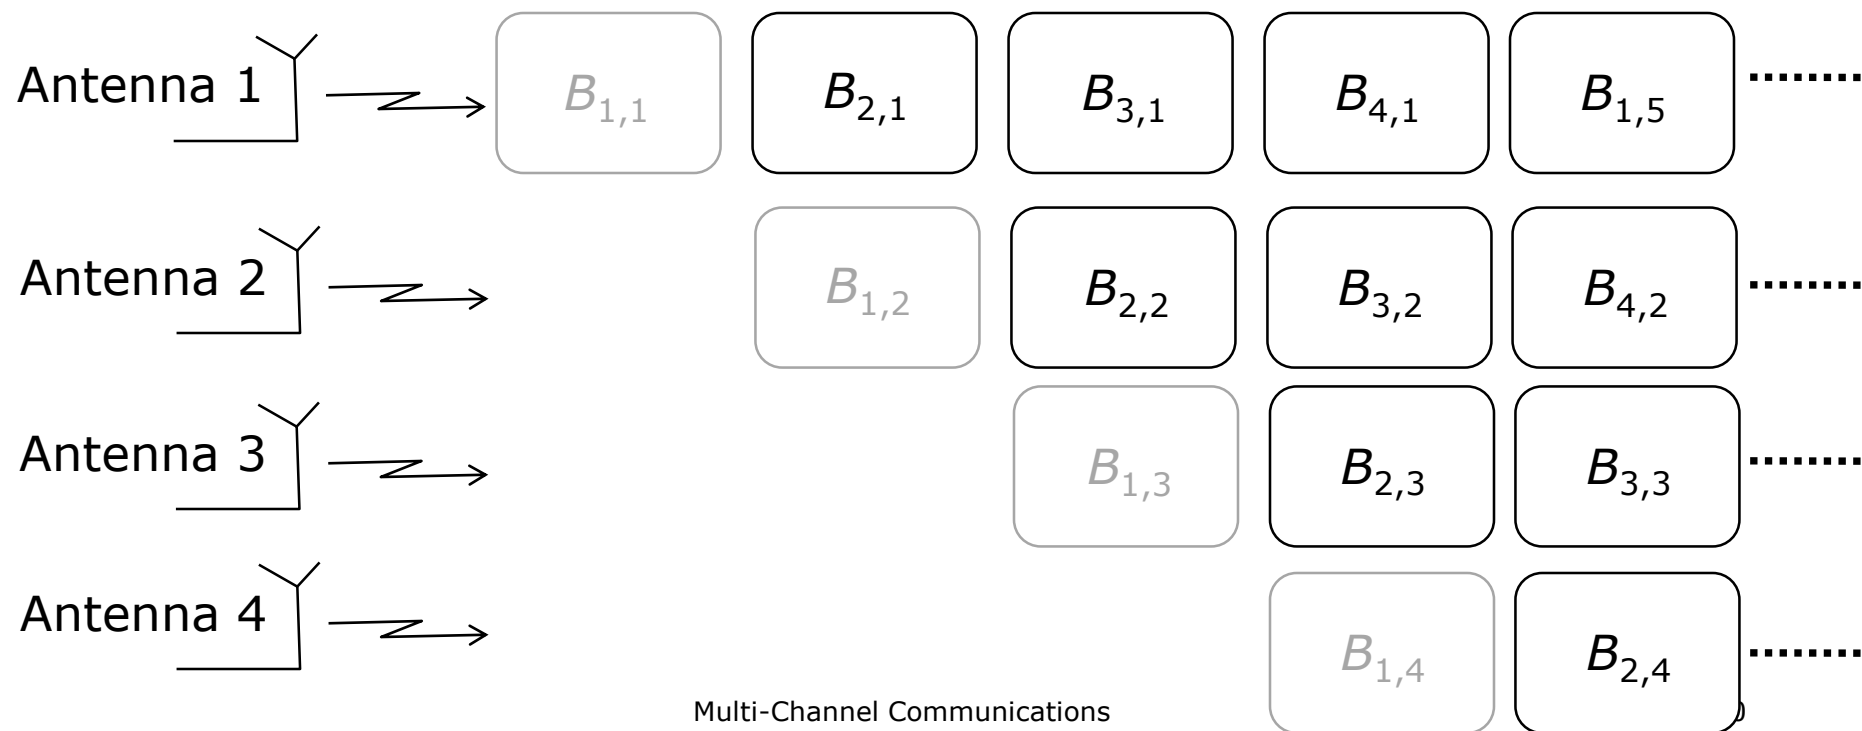 Antenna 1 B1,1 B2,1 B3,1 B4,1 B1,5 ........
Antenna 2 B1,2 B2,2 B3,2 B4,2 ........
Antenna 3 B1,3 B2,3 B3,3 ........
Antenna 4 B1,4 B2,4 ........
Multi-Channel Communications